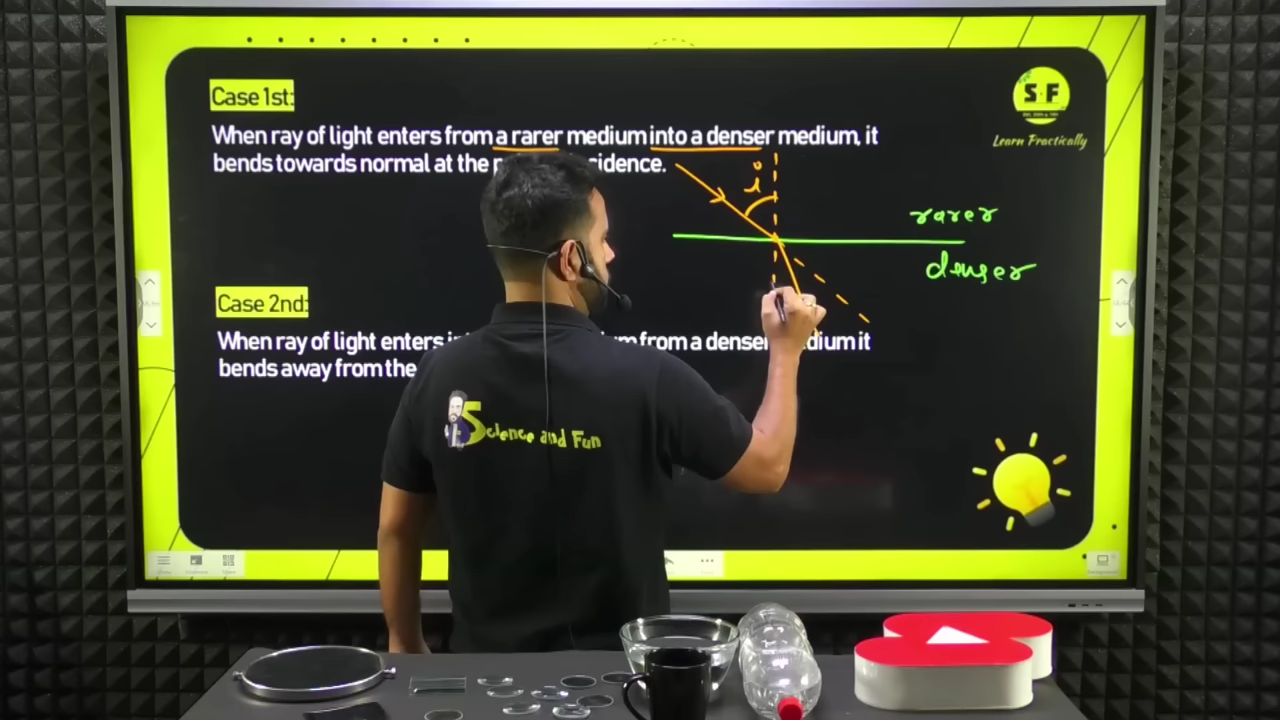 Case 1st:
When ray of light enters from a rarer medium into a denser medium, it
bends towards normal at the cidence.
i
rarer
denser
Case 2nd:
When ray of light enters from a denser dium it
bends away from the
S F
Learn Practically
Science and Fun